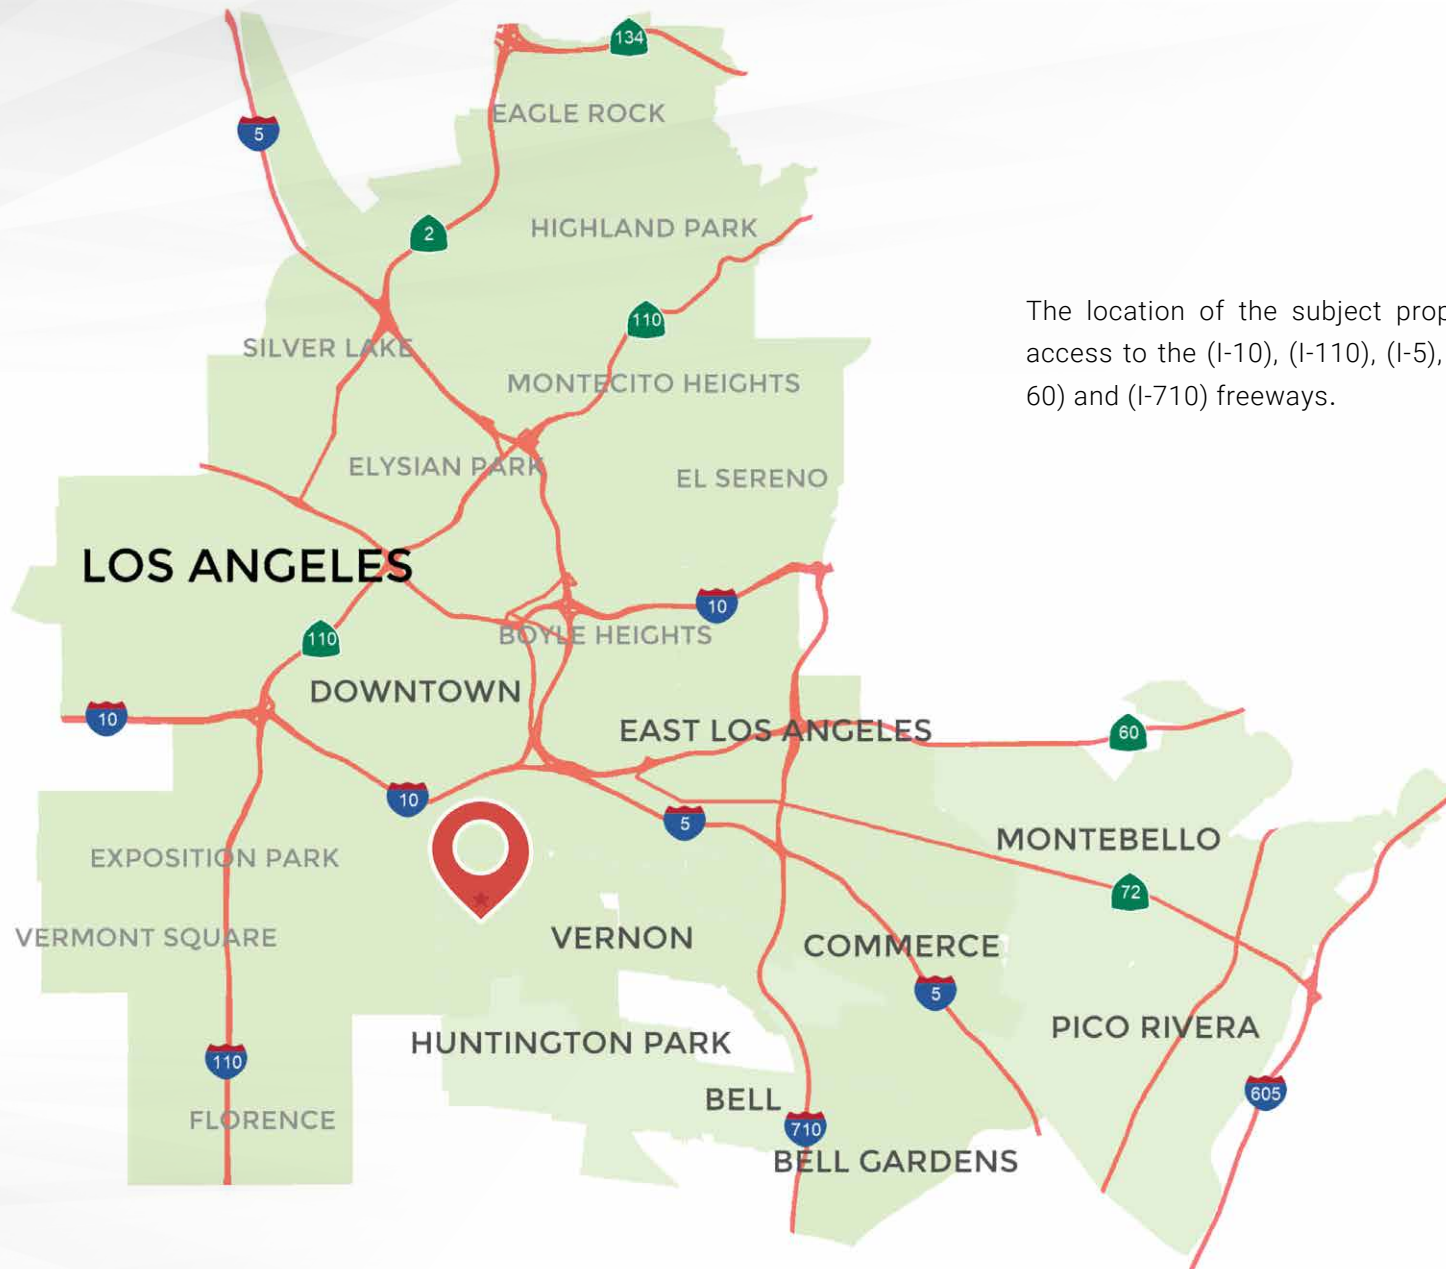 134
5
EAGLE ROCK
2
HIGHLAND PARK
110
SILVER LAKE
MONTECITO HEIGHTS
The location of the subject prop
access to the (I-10), (I-110), (I-5),
60) and (I-710) freeways.
ELYSIAN PARK
EL SERENO
LOS ANGELES
10
110
BOYLE HEIGHTS
DOWNTOWN
10
EAST LOS ANGELES
60
10
5
MONTEBELLO
EXPOSITION PARK
72
VERMONT SQUARE
VERNON
COMMERCE
5
PICO RIVERA
HUNTINGTON PARK
110
BELL
605
FLORENCE
710
BELL GARDENS